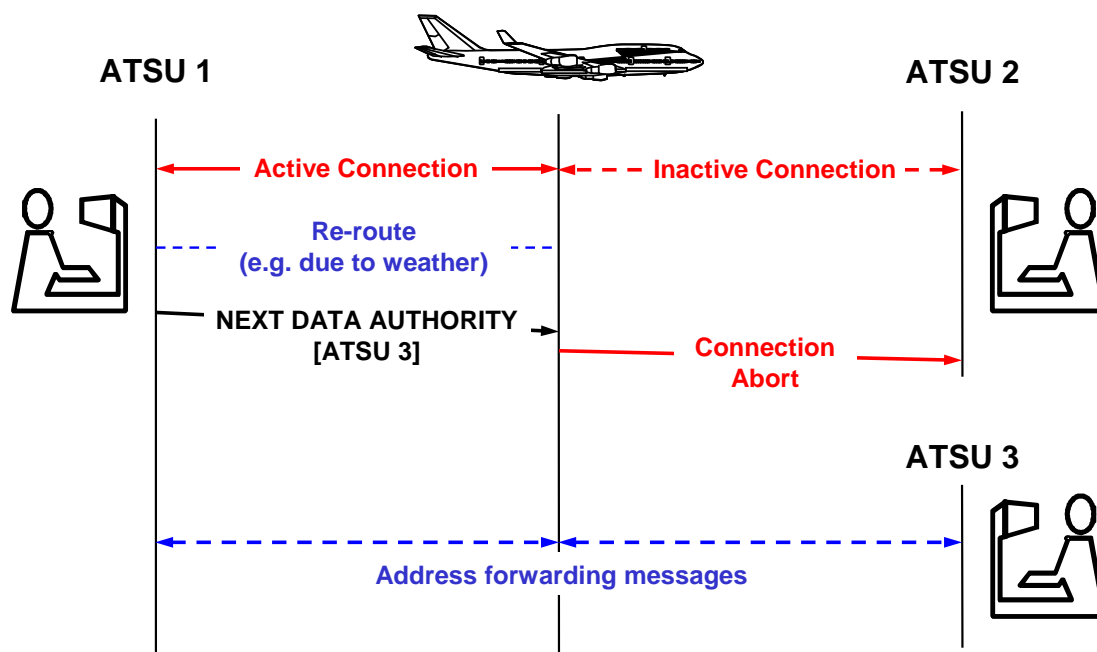 ATSU 1
ATSU 2
Active Connection
Inactive Connection
Re-route
(e.g. due to weather)
NEXT DATA AUTHORITY
[ATSU 3]
Connection
Abort
ATSU 3
Address forwarding messages